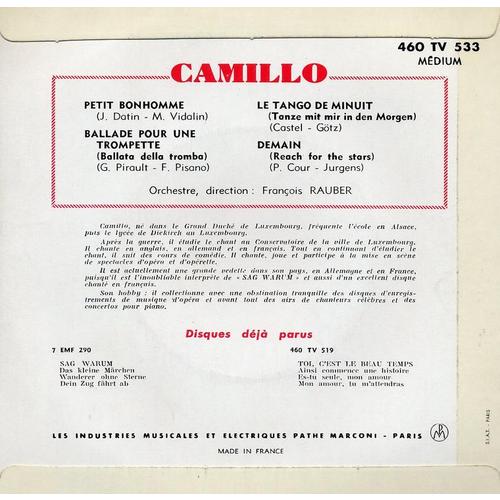 460 TV 533
MÉDIUM
CAMILLO
PETIT BONHOMME
(J. Datin - M. Vidalin)
BALLADE POUR UNE
TROMPETTE
(Ballata della tromba)
(G. Pirault - F. Pisano)
LE TANGO DE MINUIT
(Tanze mit mir in den Morgen)
(Castel - Götz)
DEMAIN
(Reach for the stars)
(P. Cour - Jurgens)
Orchestre, direction : François RAUBER
Camillo, né dans le Grand Duché de Luxembourg, fréquente l'école en Alsace,
puis le lycée de Diekirch au Luxembourg.
Après la guerre, il étudie le chant au Conservatoire de la ville de Luxembourg.
Il chante en anglais, en allemand et en français. Tout en continuant d'étudier le
chant, il suit des cours de comédie. Il chante, joue et participe à la mise en scène
de spectacles d'opéra et d'opérette.
Il est actuellement une grande vedette dans son pays, en Allemagne et en France,
puisqu'il est l'inoubliable interprète de « SAG WARUM » et aussi d'un excellent disque
chanté en français.
Son hobby : il collectionne avec une obstination tranquille des disques d'enregis-
trements de musique d'opéra et avant tout des airs de chanteurs célèbres et des
concertos pour piano.
Disques déjà parus
7 EMF 290
SAG WARUM
Das kleine Märchen
Wanderer ohne Sterne
Dein Zug fährt ab
460 TV 519
TOI, C'EST LE BEAU TEMPS
Ainsi commence une histoire
Es-tu seule, mon amour
Mon amour, tu m'attendras
LES INDUSTRIES MUSICALES ET ELECTRIQUES PATHE MARCONI - PARIS
MADE IN FRANCE
S.I.A.T. - PARIS